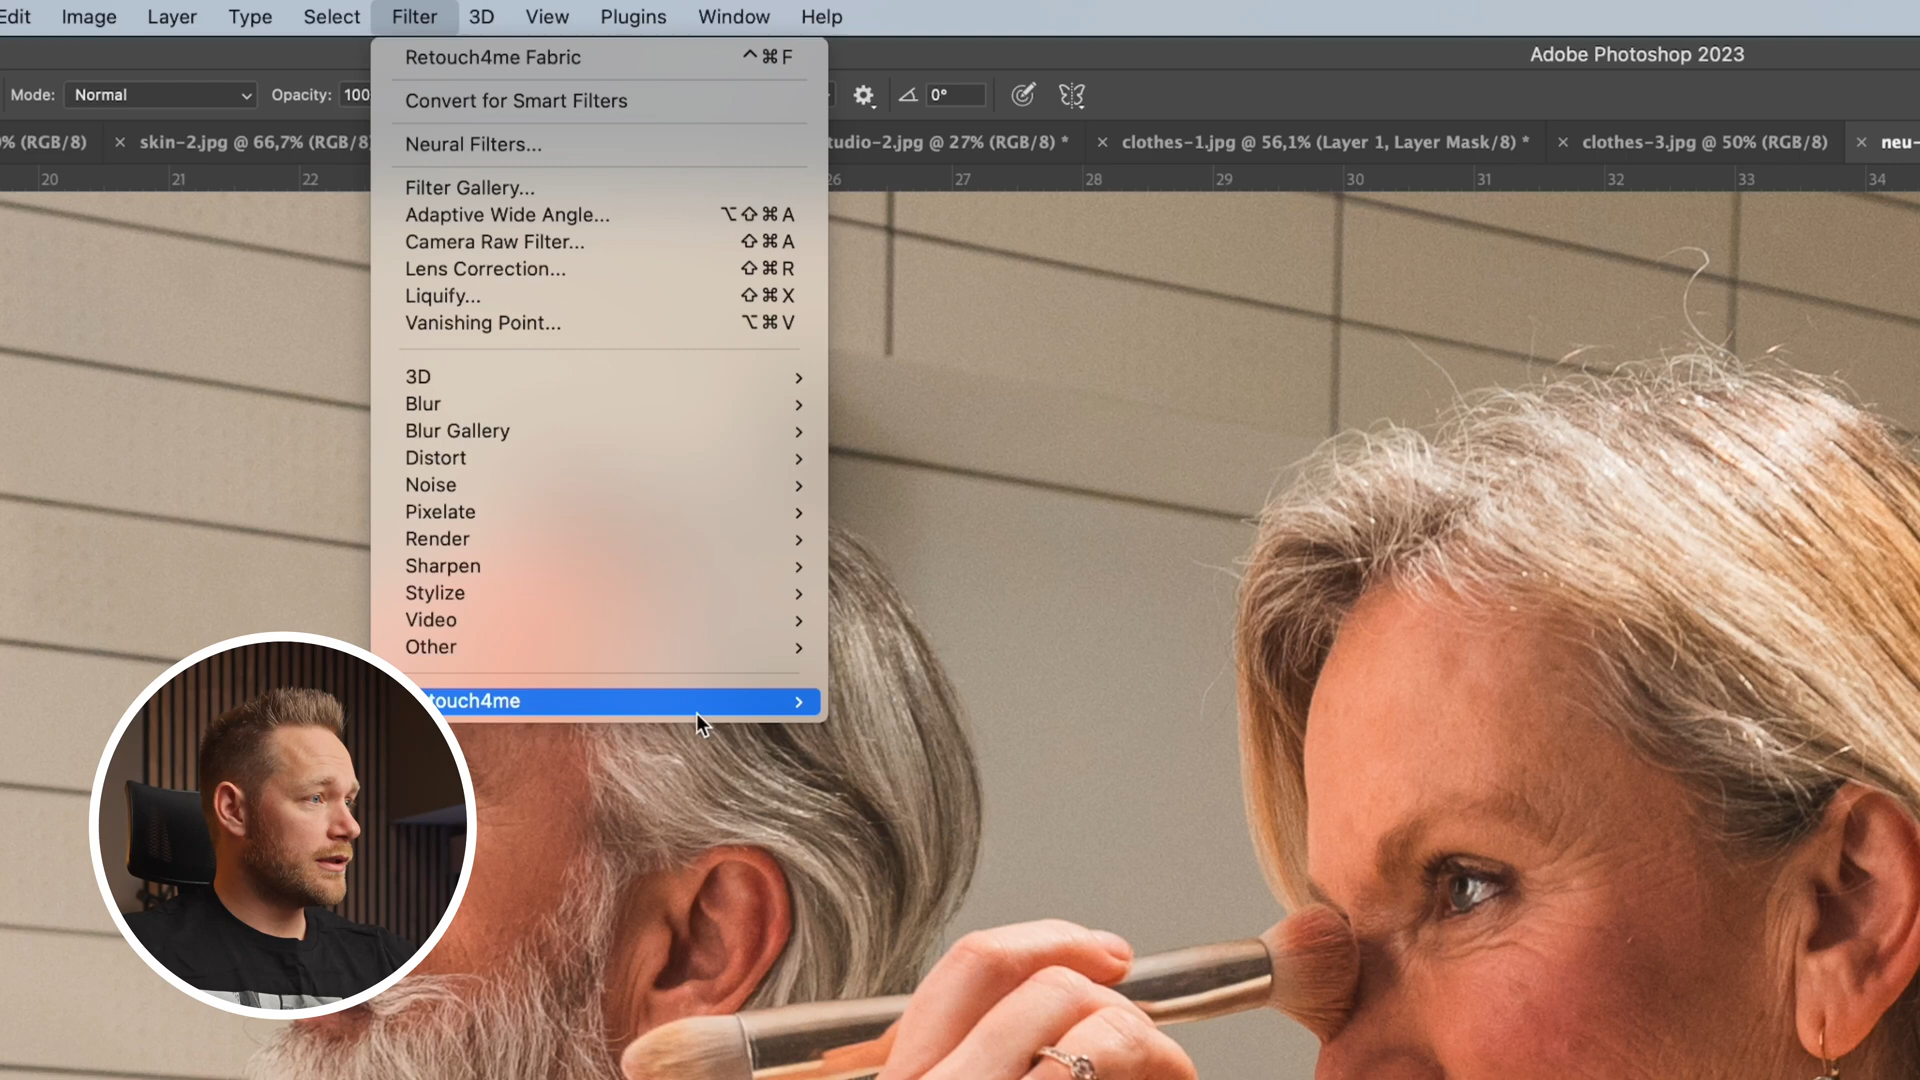 Edit Image Layer Type Select Filter 3D View Plugins Window Help
Adobe Photoshop 2023
Mode: Normal Opacity: 100 0°
% (RGB/8) × skin-2.jpg @ 66,7% (RGB/8) tudio-2.jpg @ 27% (RGB/8) * × clothes-1.jpg @ 56,1% (Layer 1, Layer Mask/8) * × clothes-3.jpg @ 50% (RGB/8) × neu-
20 21 22 26 27 28 29 30 31 32 33 34
Retouch4me Fabric ^⌘F
Convert for Smart Filters
Neural Filters...
Filter Gallery...
Adaptive Wide Angle... ⌥⇧⌘A
Camera Raw Filter... ⇧⌘A
Lens Correction... ⇧⌘R
Liquify... ⇧⌘X
Vanishing Point... ⌥⌘V
3D
Blur
Blur Gallery
Distort
Noise
Pixelate
Render
Sharpen
Stylize
Video
Other
touch4me